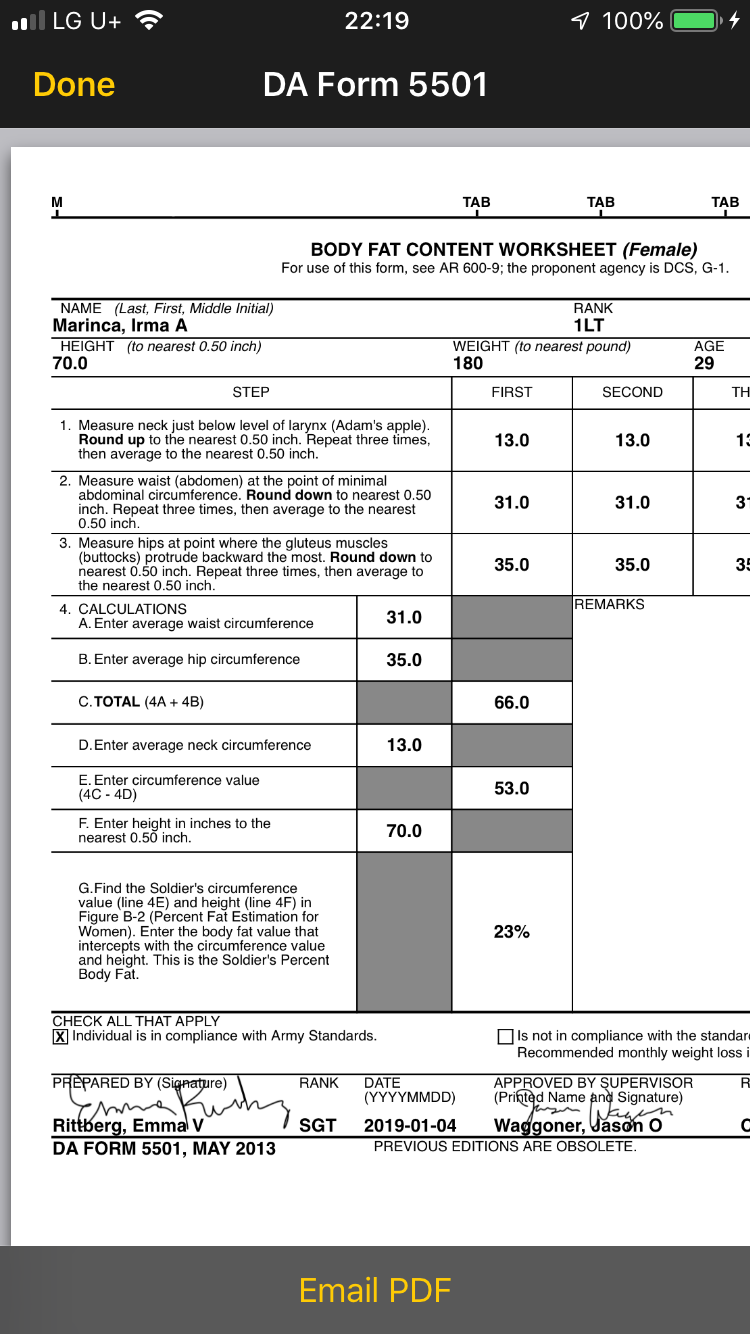 LG U+ 22:19 100%
Done DA Form 5501
M TAB TAB TAB
BODY FAT CONTENT WORKSHEET (Female)
For use of this form, see AR 600-9; the proponent agency is DCS, G-1.
NAME (Last, First, Middle Initial) RANK
Marinca, Irma A 1LT
HEIGHT (to nearest 0.50 inch) WEIGHT (to nearest pound) AGE
70.0 180 29
STEP FIRST SECOND TH
1. Measure neck just below level of larynx (Adam's apple).
Round up to the nearest 0.50 inch. Repeat three times,
then average to the nearest 0.50 inch.
13.0 13.0 13
2. Measure waist (abdomen) at the point of minimal
abdominal circumference. Round down to nearest 0.50
inch. Repeat three times, then average to the nearest
0.50 inch.
31.0 31.0 31
3. Measure hips at point where the gluteus muscles
(buttocks) protrude backward the most. Round down to
nearest 0.50 inch. Repeat three times, then average to
the nearest 0.50 inch.
35.0 35.0 35
4. CALCULATIONS REMARKS
A. Enter average waist circumference 31.0
B. Enter average hip circumference 35.0
C. TOTAL (4A + 4B) 66.0
D. Enter average neck circumference 13.0
E. Enter circumference value
(4C - 4D) 53.0
F. Enter height in inches to the
nearest 0.50 inch. 70.0
G. Find the Soldier's circumference
value (line 4E) and height (line 4F) in
Figure B-2 (Percent Fat Estimation for
Women). Enter the body fat value that
intercepts with the circumference value
and height. This is the Soldier's Percent
Body Fat.
23%
CHECK ALL THAT APPLY
X Individual is in compliance with Army Standards. Is not in compliance with the standar
Recommended monthly weight loss i
PREPARED BY (Signature) RANK DATE APPROVED BY SUPERVISOR R
(YYYYMMDD) (Printed Name and Signature)
Rittberg, Emma V SGT 2019-01-04 Waggoner, Jason O C
DA FORM 5501, MAY 2013 PREVIOUS EDITIONS ARE OBSOLETE.
Email PDF